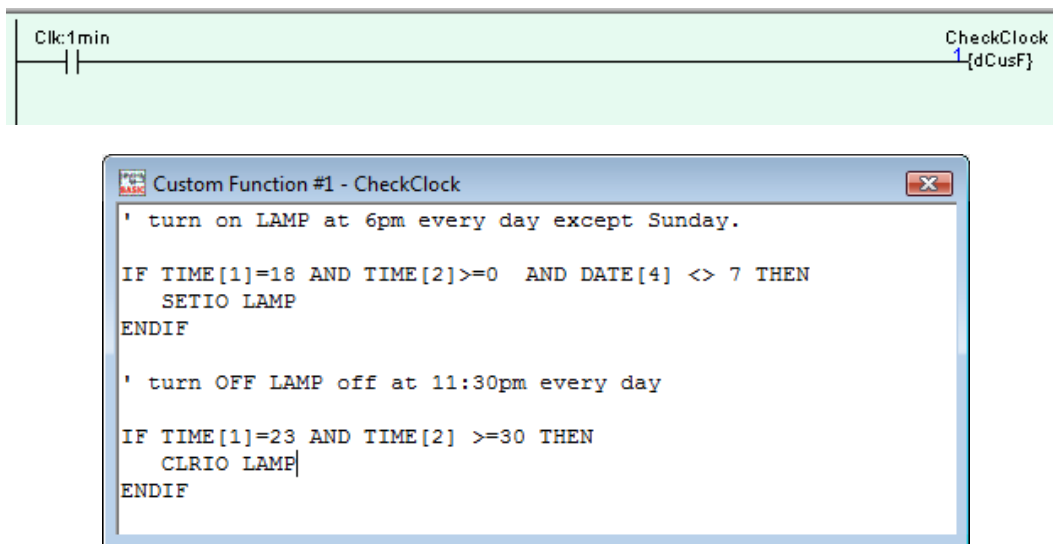 Clk:1min
CheckClock
1
{dCusF}
BASIC
Custom Function #1 - CheckClock
' turn on LAMP at 6pm every day except Sunday.
IF TIME[1]=18 AND TIME[2]>=0  AND DATE[4] <> 7 THEN
   SETIO LAMP
ENDIF
' turn OFF LAMP off at 11:30pm every day
IF TIME[1]=23 AND TIME[2] >=30 THEN
   CLRIO LAMP
ENDIF